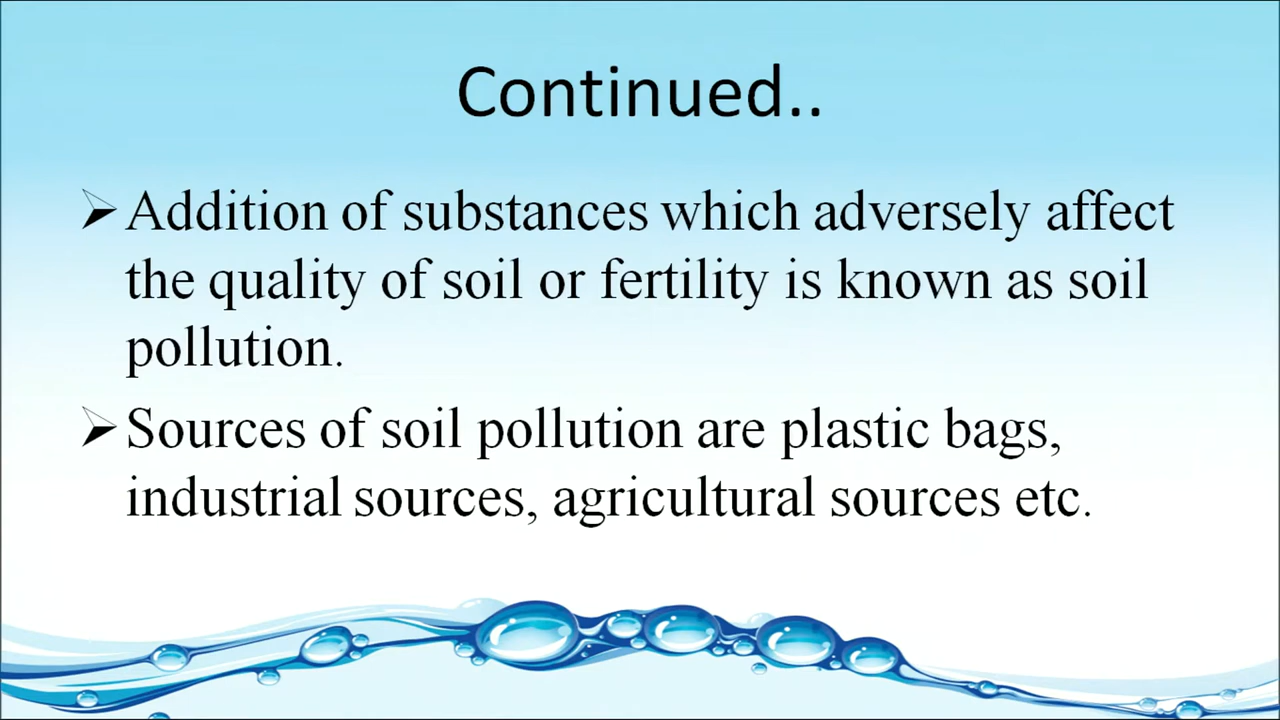 Continued..
➢Addition of substances which adversely affect
the quality of soil or fertility is known as soil
pollution.
➢Sources of soil pollution are plastic bags,
industrial sources, agricultural sources etc.